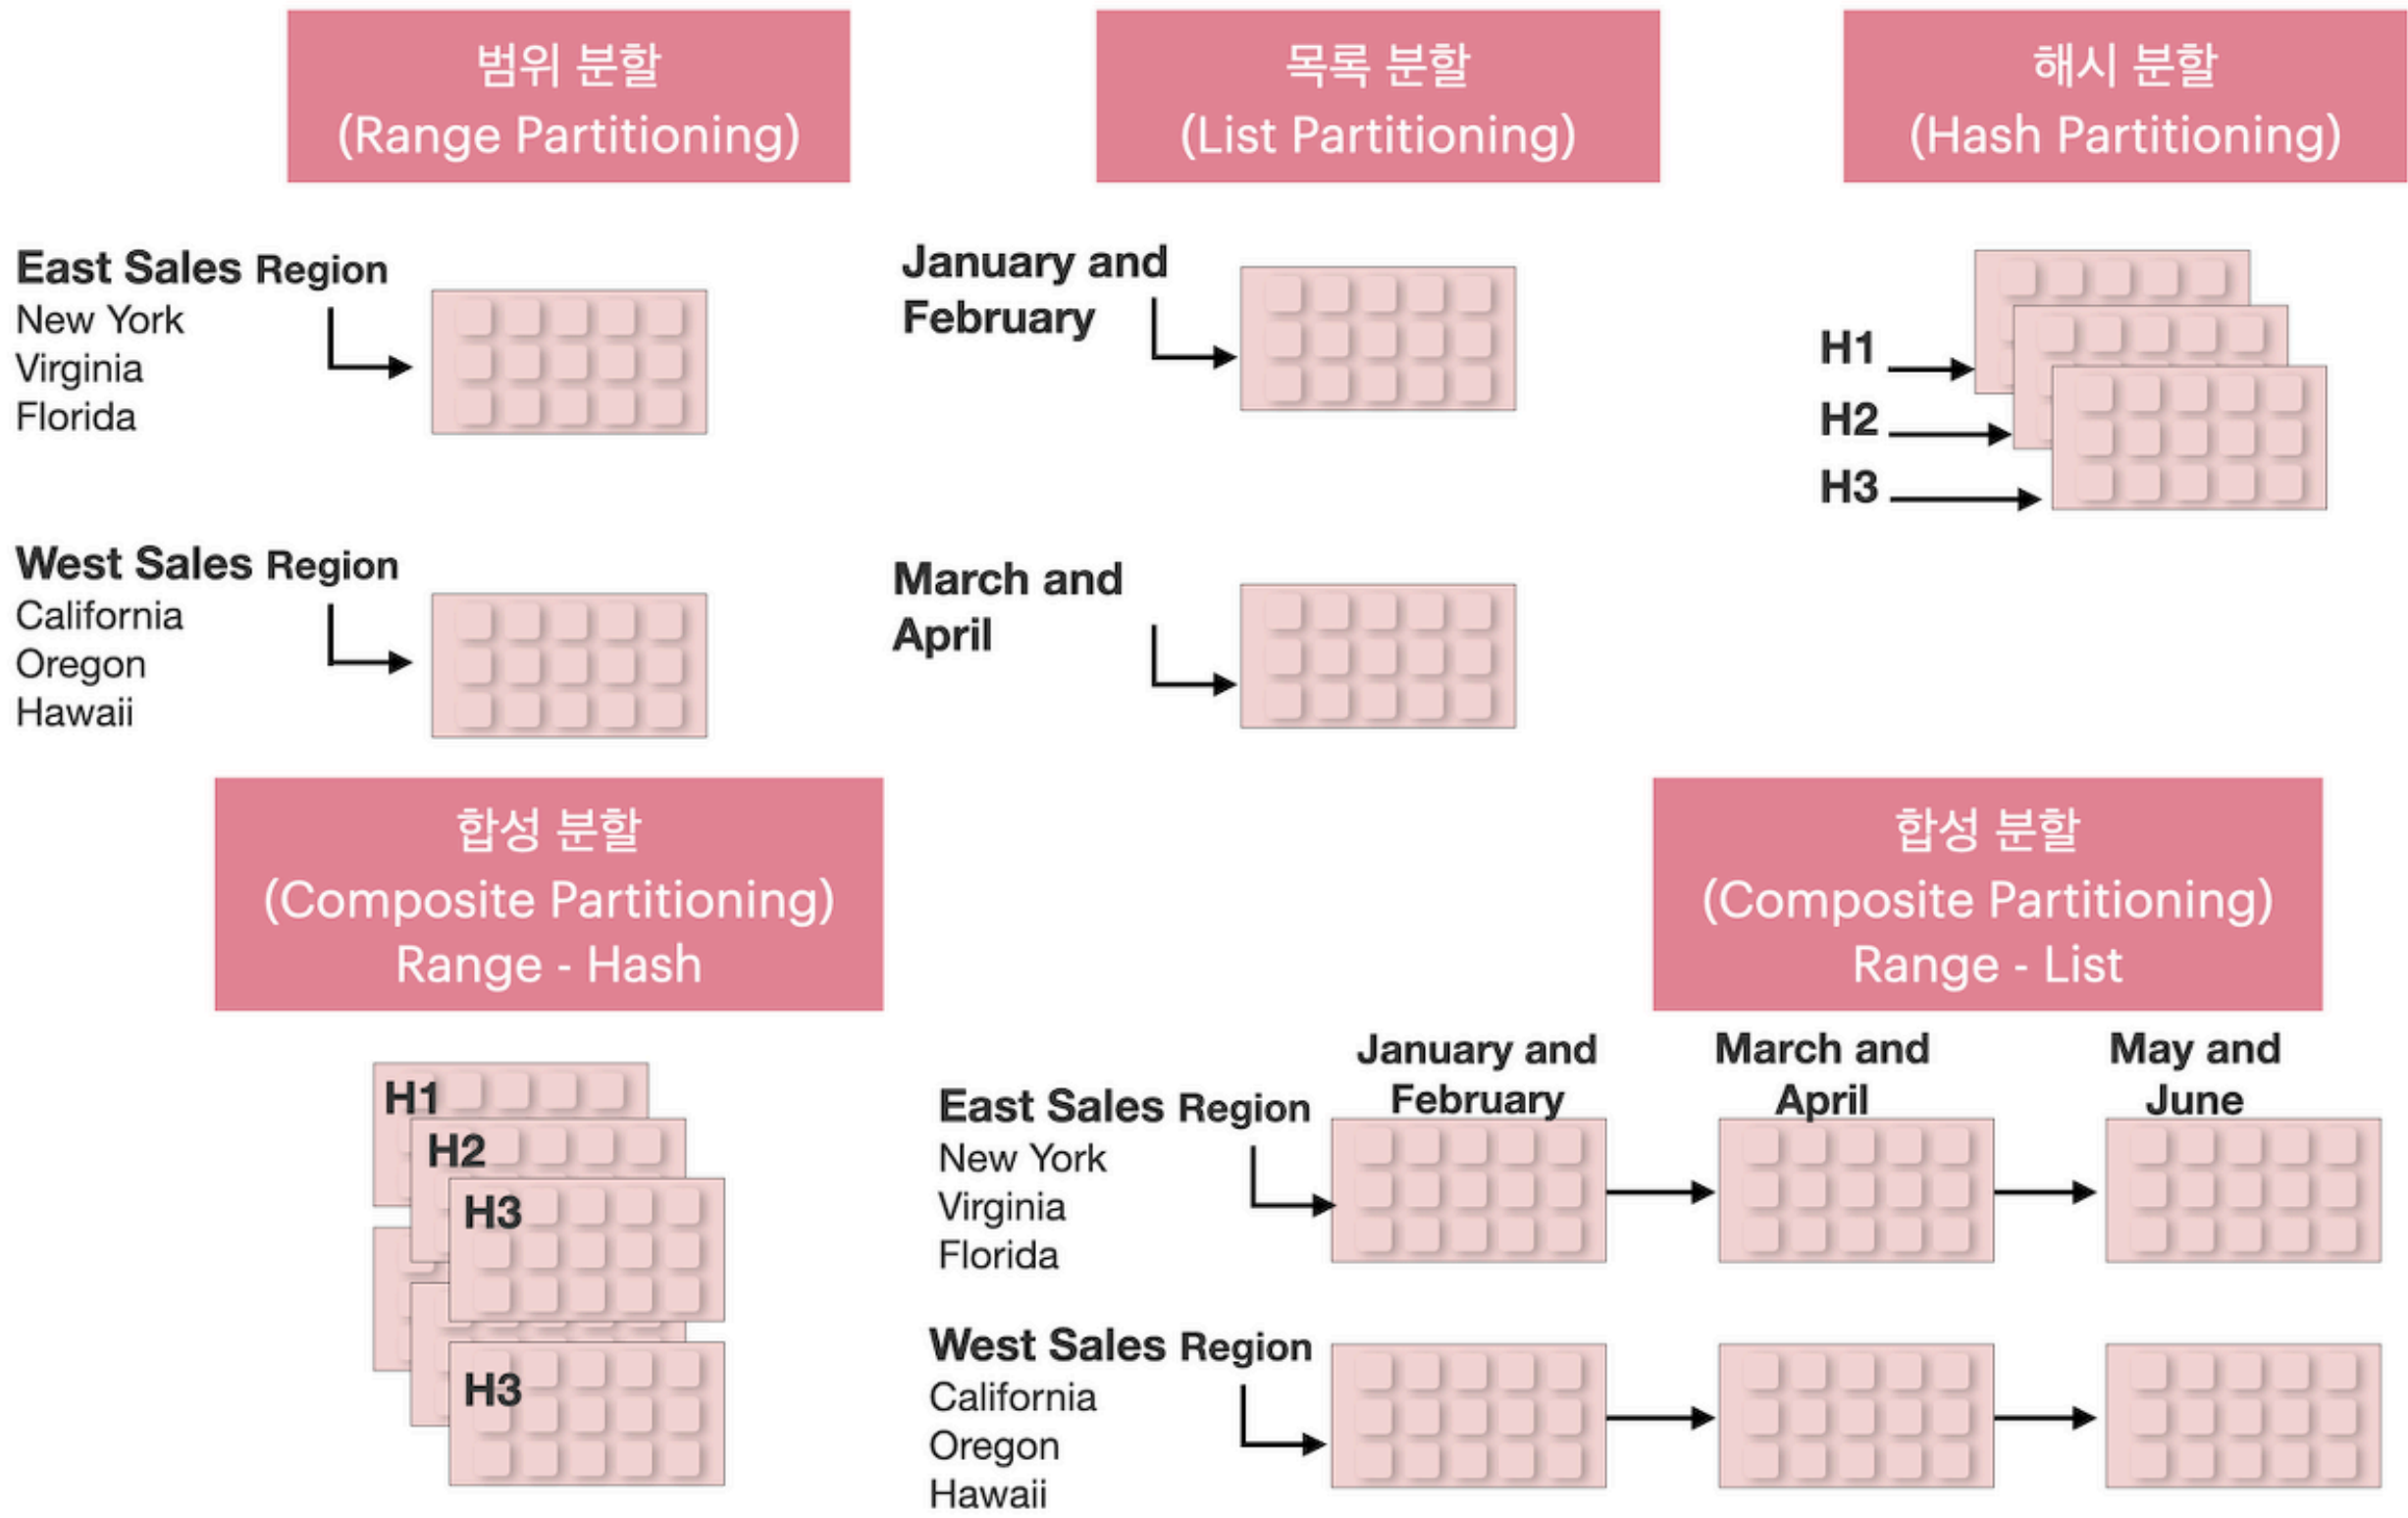 범위 분할
(Range Partitioning)
목록 분할
(List Partitioning)
해시 분할
(Hash Partitioning)
East Sales Region
New York
Virginia
Florida
West Sales Region
California
Oregon
Hawaii
January and
February
March and
April
H1
H2
H3
합성 분할
(Composite Partitioning)
Range - Hash
H1
H2
H3
H3
합성 분할
(Composite Partitioning)
Range - List
January and
February
March and
April
May and
June
East Sales Region
New York
Virginia
Florida
West Sales Region
California
Oregon
Hawaii